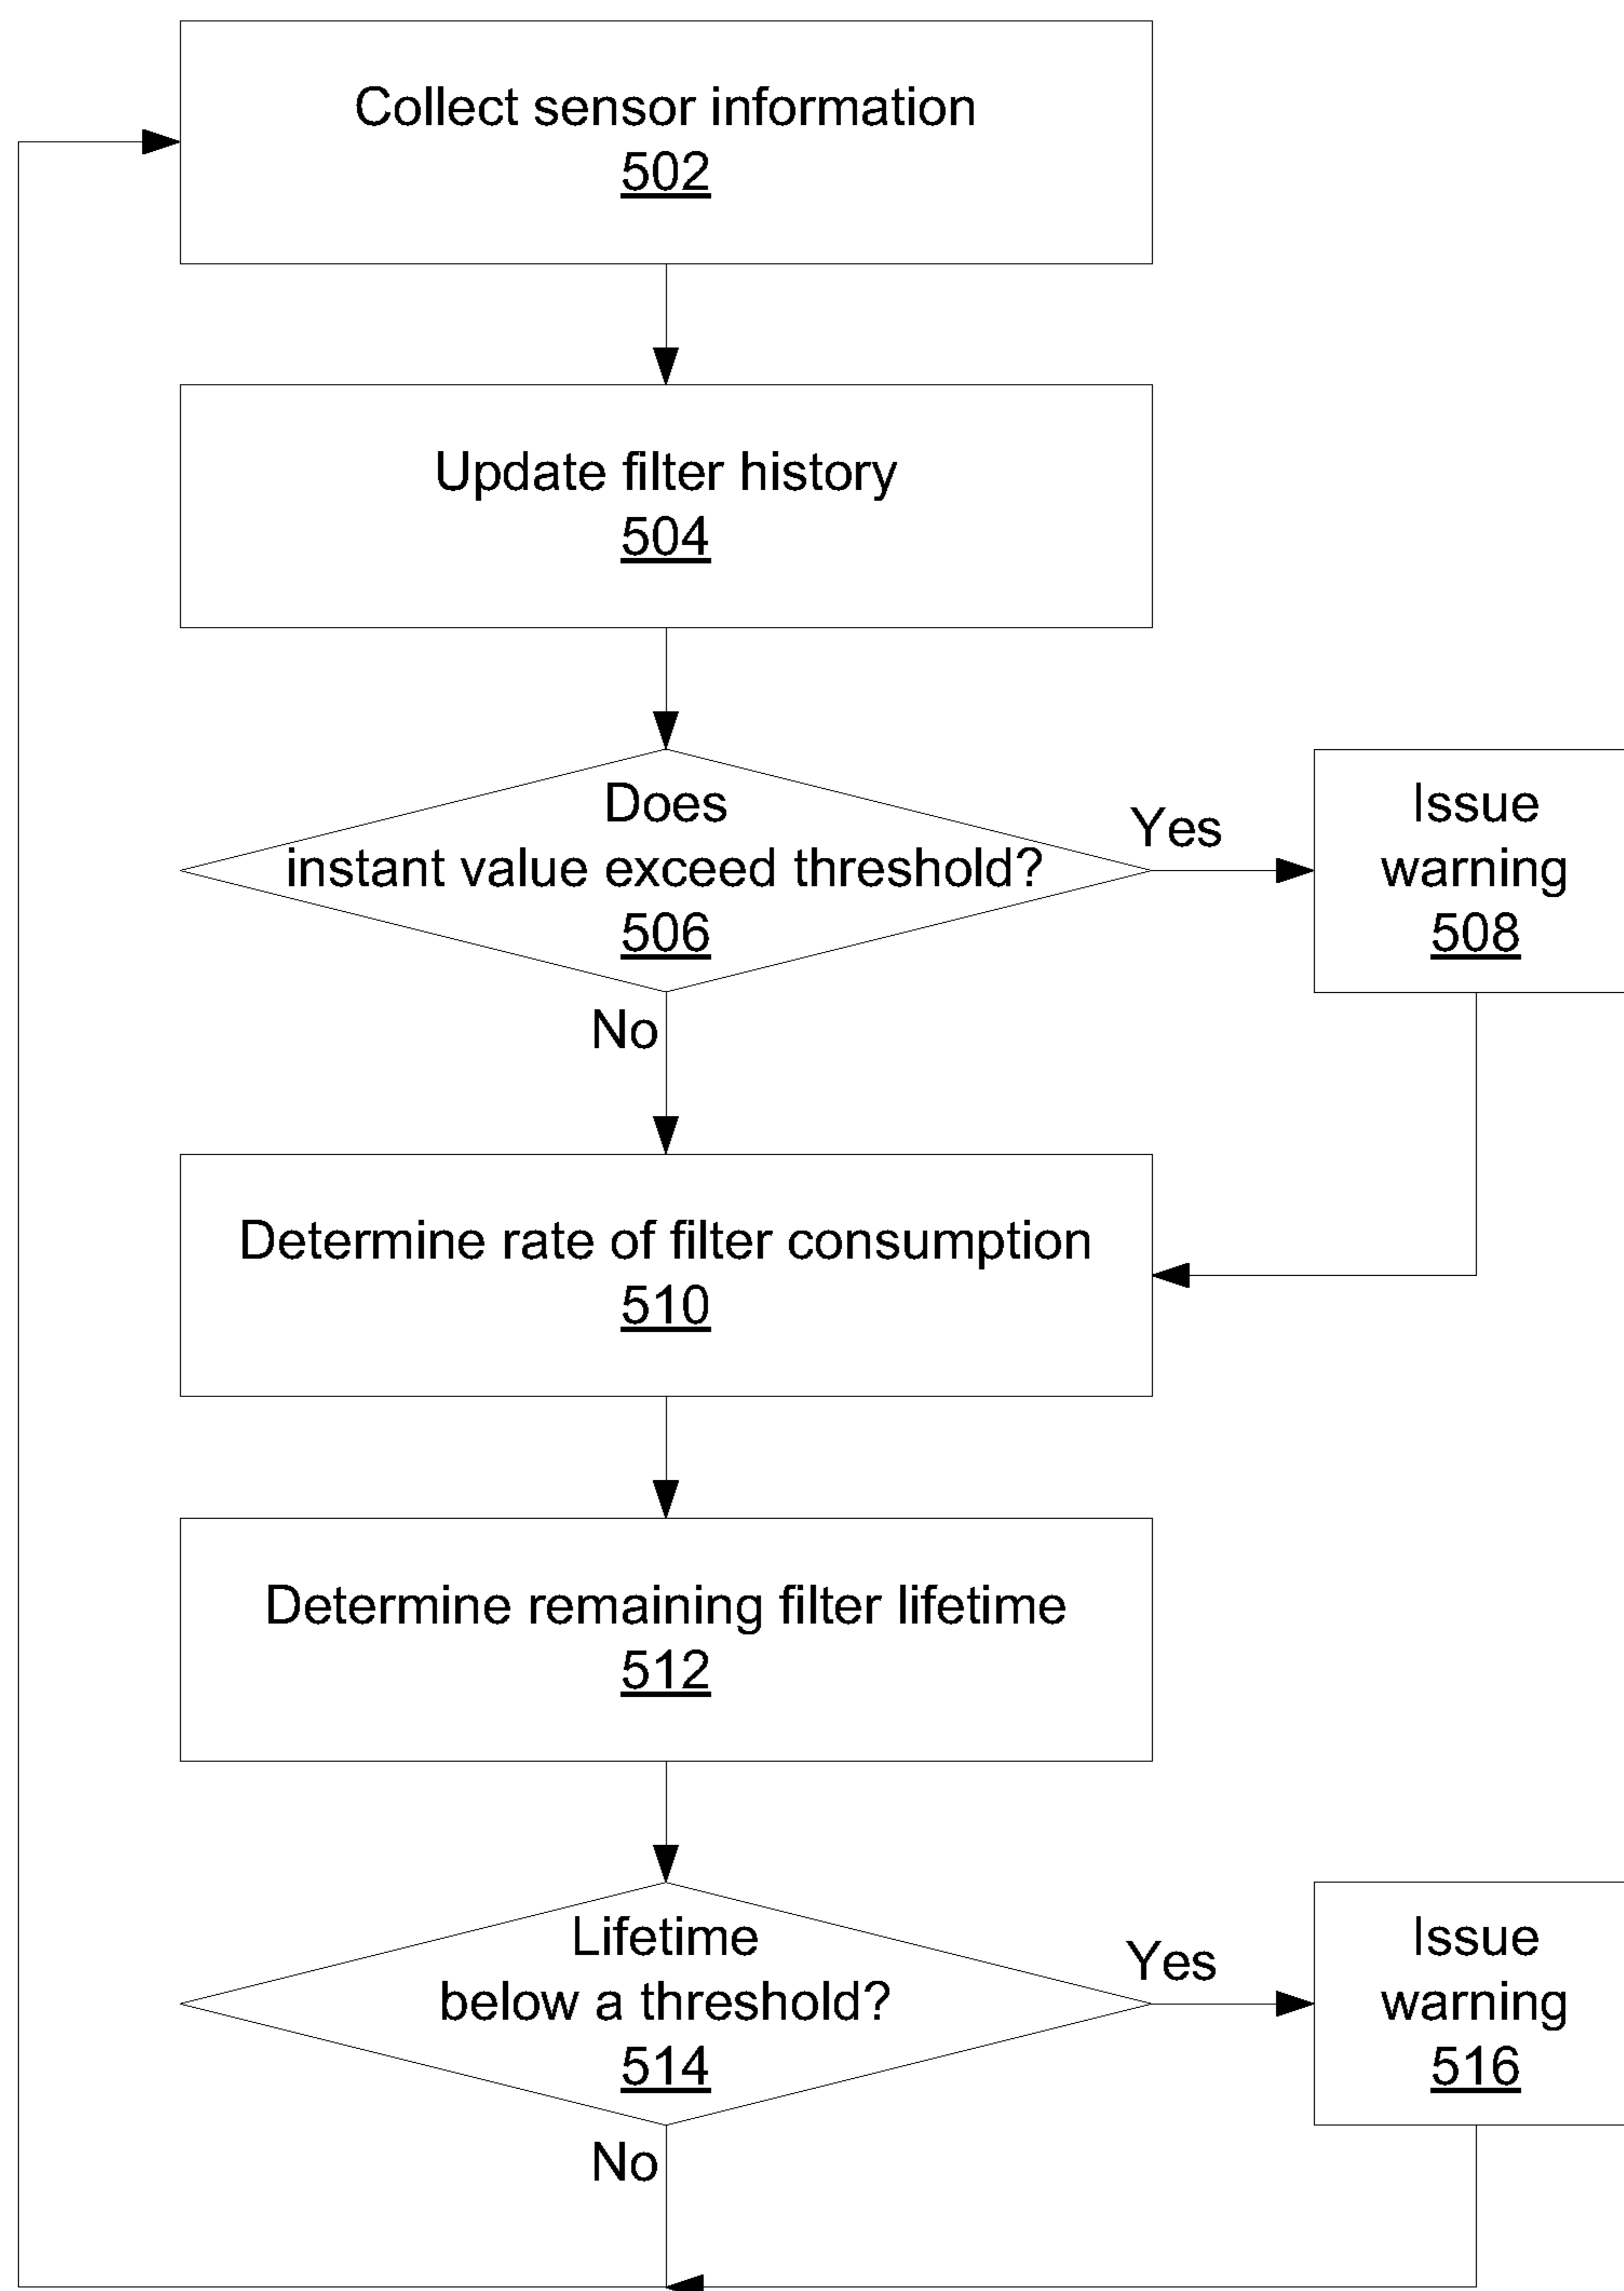 Collect sensor information
502
Update filter history
504
Does
instant value exceed threshold?
506
Yes
Issue
warning
508
No
Determine rate of filter consumption
510
Determine remaining filter lifetime
512
Lifetime
below a threshold?
514
Yes
Issue
warning
516
No